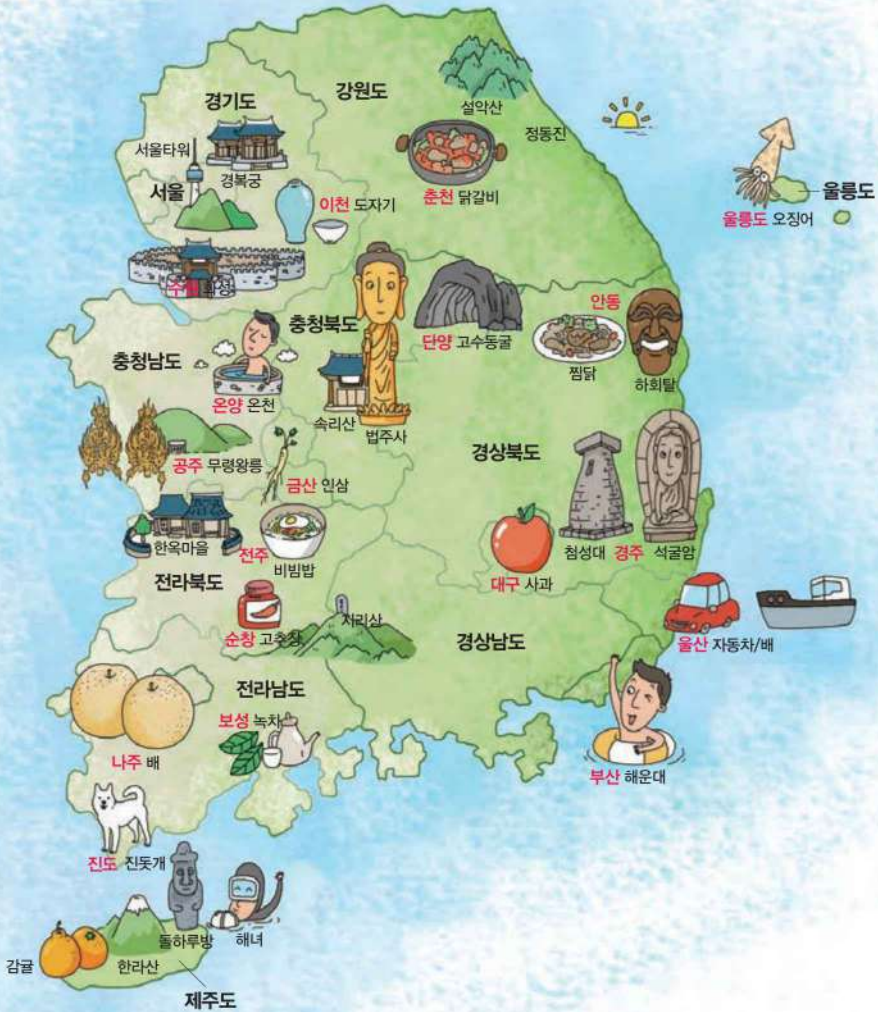 강원도
경기도
설악산
서울타워
경복궁
정동진
서울
이천 도자기
춘천 닭갈비
울릉도
울릉도 오징어
수원 화성
안동
충청북도
단양 고수동굴
충청남도
찜닭
하회탈
온양 온천
속리산
법주사
경상북도
공주 무령왕릉
금산 인삼
한옥마을
전주
비빔밥
첨성대
경주
석굴암
전라북도
대구 사과
순창 고추장
지리산
경상남도
울산 자동차/배
전라남도
보성 녹차
나주 배
부산 해운대
진도 진돗개
돌하루방
해녀
감귤
한라산
제주도